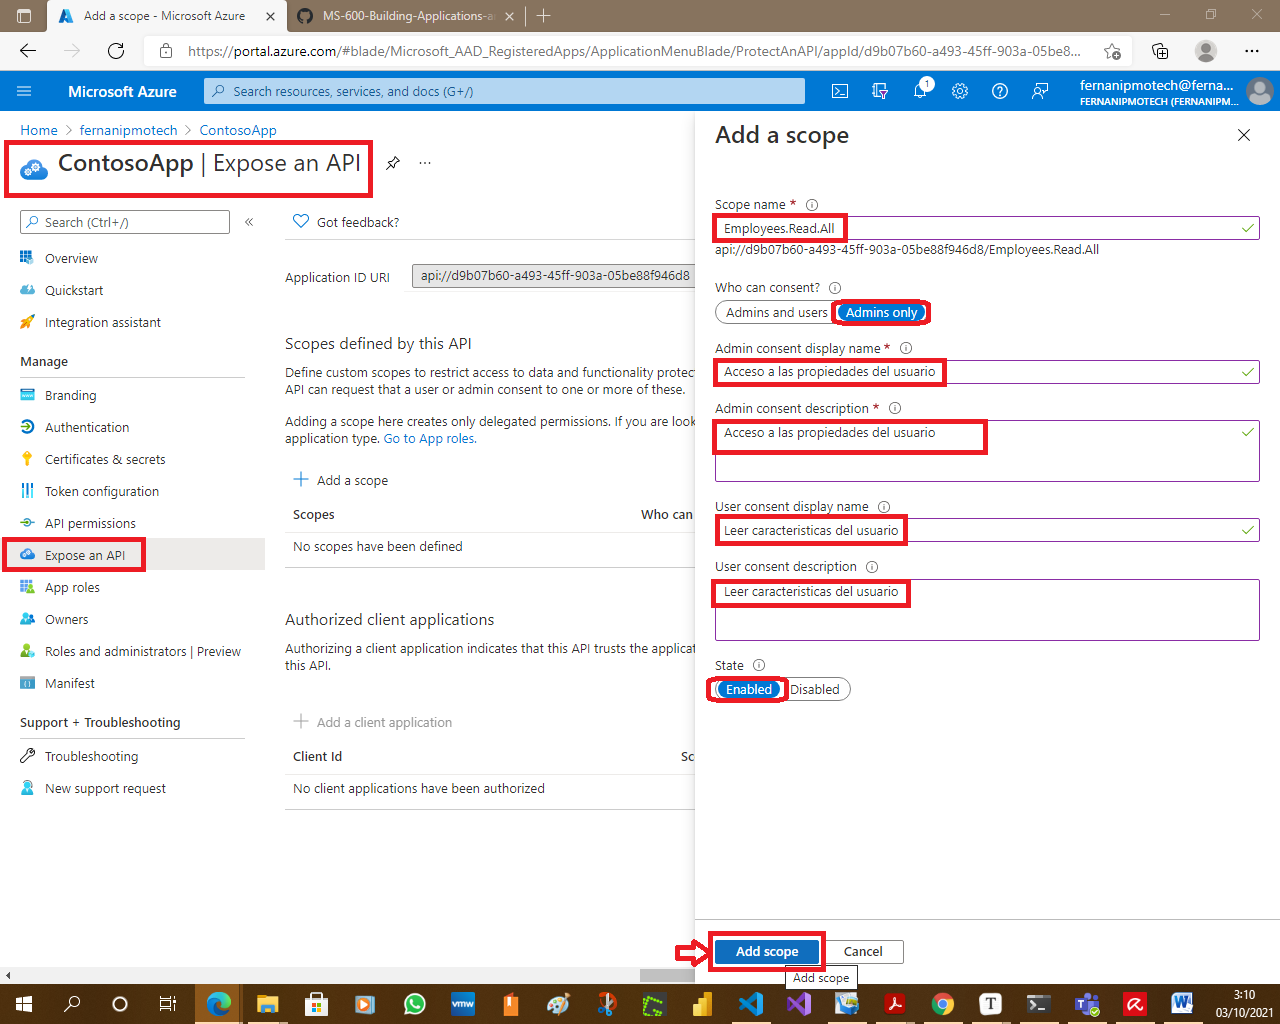 Add a scope - Microsoft Azure
MS-600-Building-Applications-a
https://portal.azure.com/#blade/Microsoft_AAD_RegisteredApps/ApplicationMenuBlade/ProtectAnAPI/appId/d9b07b60-a493-45ff-903a-05be8...
Microsoft Azure
Search resources, services, and docs (G+/)
1
fernanipmotech@ferna...
FERNANIPMOTECH (FERNANIPM...
Home > fernanipmotech > ContosoApp
ContosoApp | Expose an API
Search (Ctrl+/)
Overview
Quickstart
Integration assistant
Manage
Branding
Authentication
Certificates & secrets
Token configuration
API permissions
Expose an API
App roles
Owners
Roles and administrators | Preview
Manifest
Support + Troubleshooting
Troubleshooting
New support request
Got feedback?
Application ID URI
api://d9b07b60-a493-45ff-903a-05be88f946d8
Scopes defined by this API
Define custom scopes to restrict access to data and functionality protec
API can request that a user or admin consent to one or more of these.
Adding a scope here creates only delegated permissions. If you are look
application type. Go to App roles.
Add a scope
Scopes
Who can
No scopes have been defined
Authorized client applications
Authorizing a client application indicates that this API trusts the applicat
this API.
Add a client application
Client Id
Sc
No client applications have been authorized
Add a scope
Scope name *
Employees.Read.All
api://d9b07b60-a493-45ff-903a-05be88f946d8/Employees.Read.All
Who can consent?
Admins and users
Admins only
Admin consent display name *
Acceso a las propiedades del usuario
Admin consent description *
Acceso a las propiedades del usuario
User consent display name
Leer caracteristicas del usuario
User consent description
Leer caracteristicas del usuario
State
Enabled
Disabled
Add scope
Cancel
Add scope
vmw
T
3:10
03/10/2021